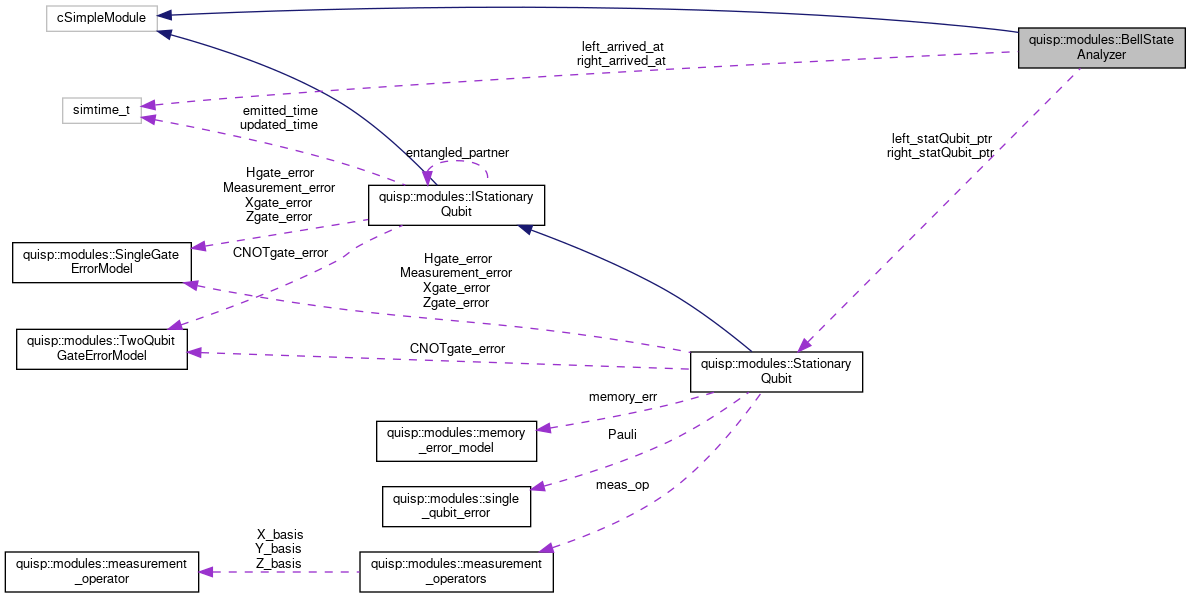 cSimpleModule
quisp::modules::BellState
Analyzer
left_arrived_at
right_arrived_at
simtime_t
emitted_time
updated_time
left_statQubit_ptr
right_statQubit_ptr
entangled_partner
Hgate_error
Measurement_error
Xgate_error
Zgate_error
quisp::modules::IStationary
Qubit
quisp::modules::SingleGate
ErrorModel
CNOTgate_error
Hgate_error
Measurement_error
Xgate_error
Zgate_error
quisp::modules::TwoQubit
GateErrorModel
CNOTgate_error
quisp::modules::Stationary
Qubit
memory_err
quisp::modules::memory
_error_model
Pauli
meas_op
quisp::modules::single
_qubit_error
X_basis
Y_basis
Z_basis
quisp::modules::measurement
_operator
quisp::modules::measurement
_operators